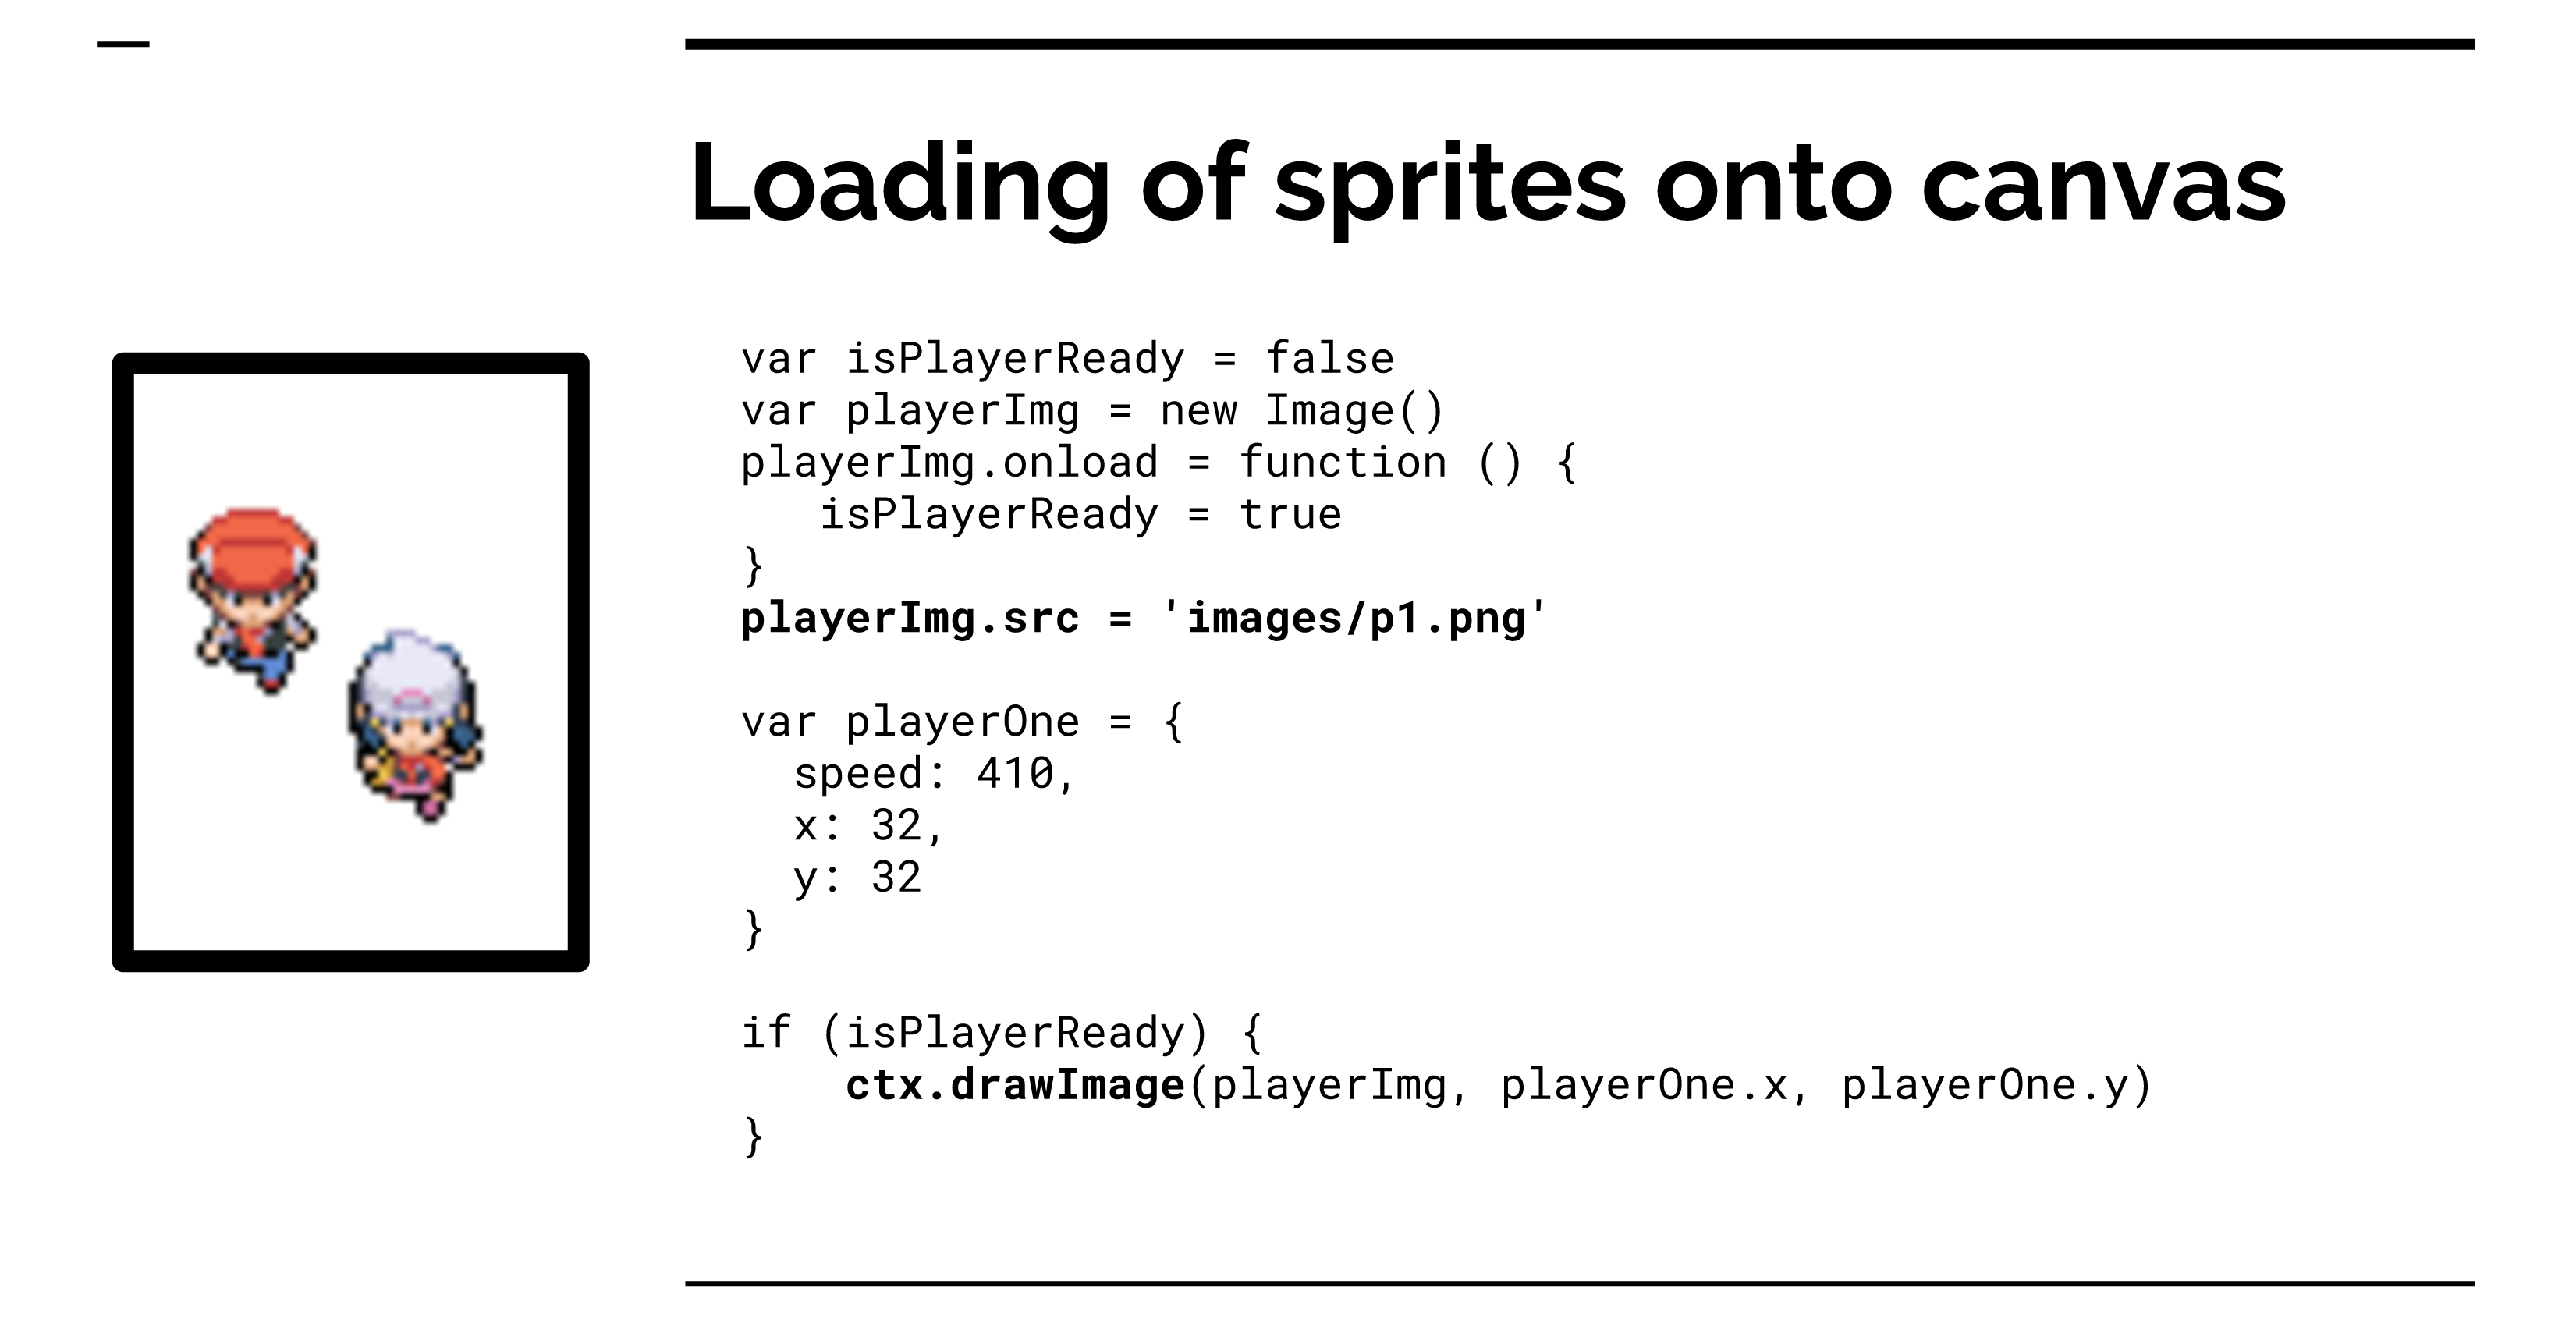 Loading of sprites onto canvas
var isPlayerReady = false
var playerImg = new Image()
playerImg.onload = function () {
   isPlayerReady = true
}
playerImg.src = 'images/p1.png'

var playerOne = {
  speed: 410,
  x: 32,
  y: 32
}

if (isPlayerReady) {
    ctx.drawImage(playerImg, playerOne.x, playerOne.y)
}